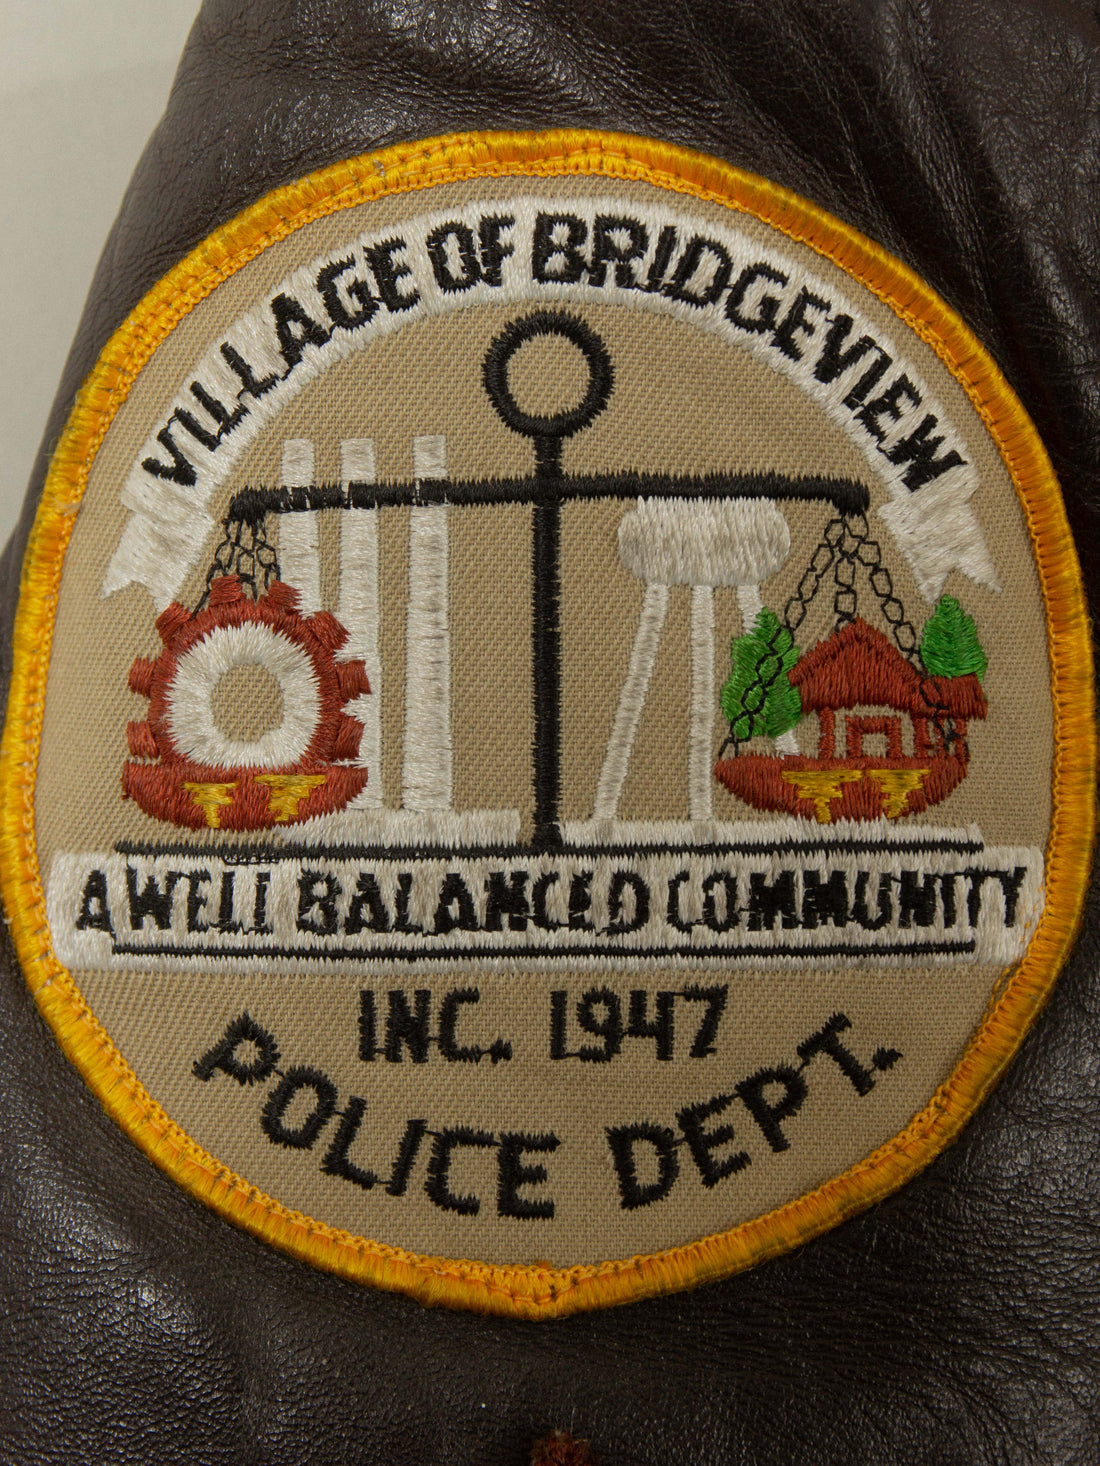 VILLAGE OF BRIDGEVIEW
A WELL BALANCED COMMUNITY
INC. 1947
POLICE DEPT.